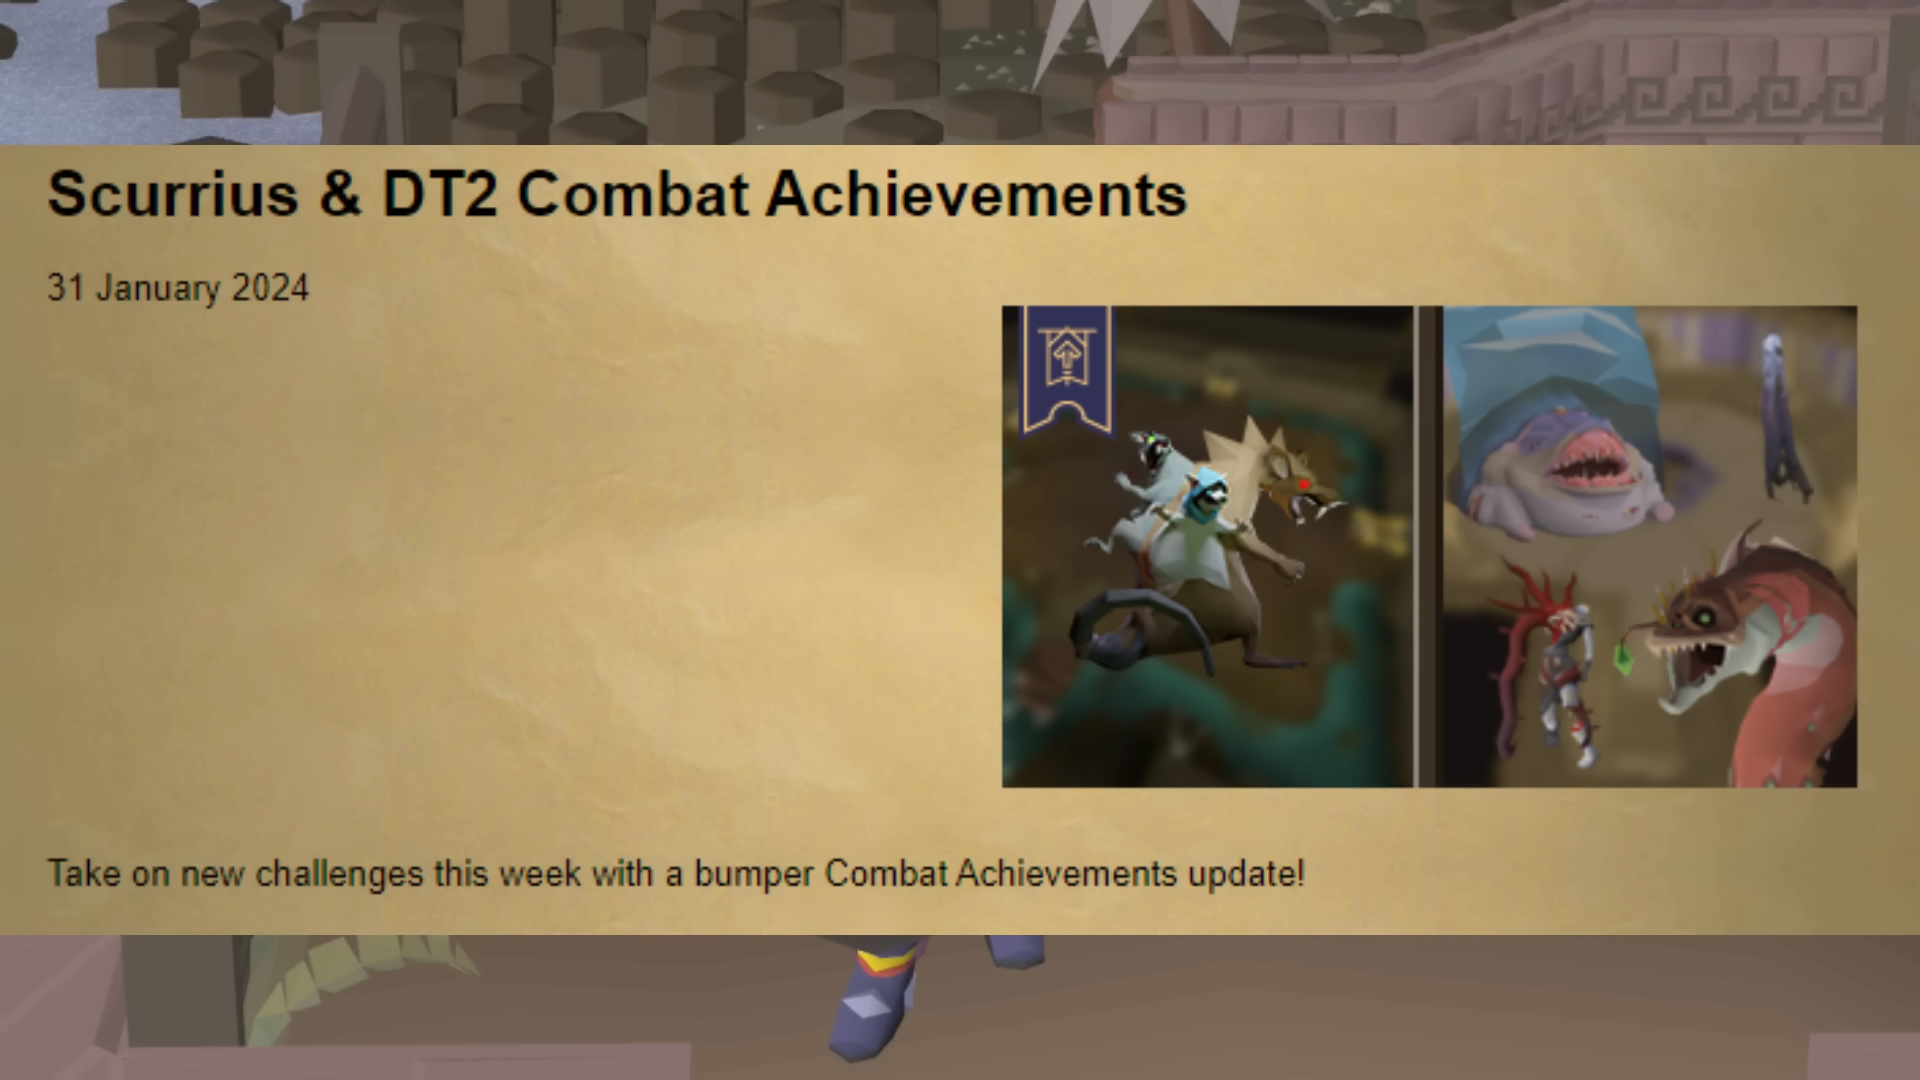 Scurrius & DT2 Combat Achievements
31 January 2024
Take on new challenges this week with a bumper Combat Achievements update!